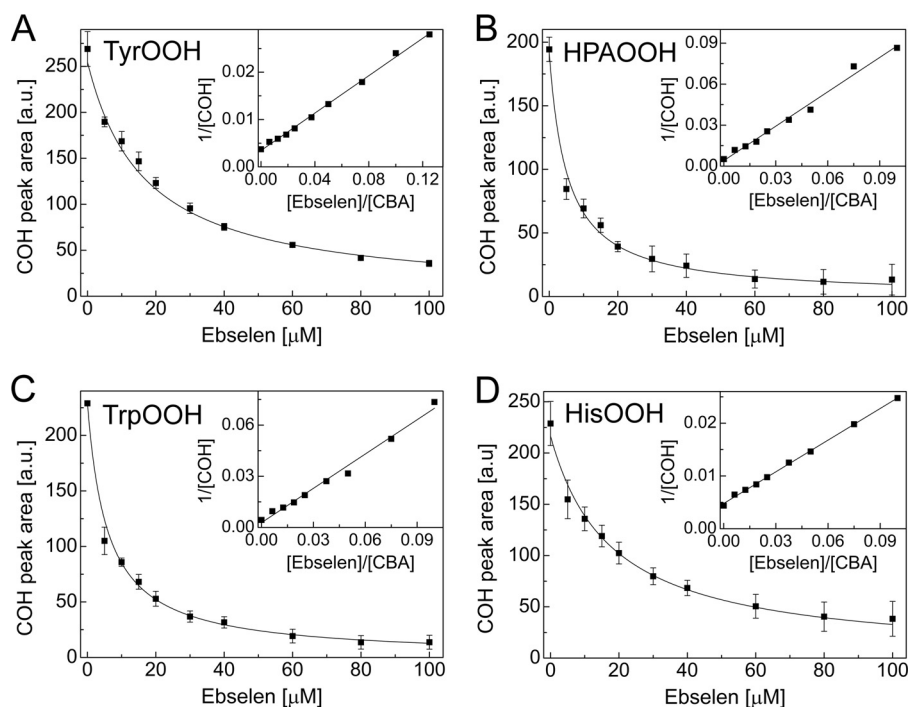 A
TyrOOH
COH peak area [a.u.]
250
200
150
100
50
0
0 20 40 60 80 100
Ebselen [μM]
1/[COH]
0.024
0.012
0.000
0.00 0.04 0.08 0.12
[Ebselen]/[CBA]
B
HPAOOH
COH peak area [a.u.]
200
150
100
50
0
0 20 40 60 80 100
Ebselen [μM]
1/[COH]
0.09
0.06
0.03
0.00
0.00 0.03 0.06 0.09
[Ebselen]/[CBA]
C
TrpOOH
COH peak area [a.u.]
200
150
100
50
0
0 20 40 60 80 100
Ebselen [μM]
1/[COH]
0.06
0.03
0.00
0.00 0.03 0.06 0.09
[Ebselen]/[CBA]
D
HisOOH
COH peak area [a.u]
250
200
150
100
50
0
0 20 40 60 80 100
Ebselen [μM]
1/[COH]
0.02
0.01
0.00
0.00 0.03 0.06 0.09
[Ebselen]/[CBA]